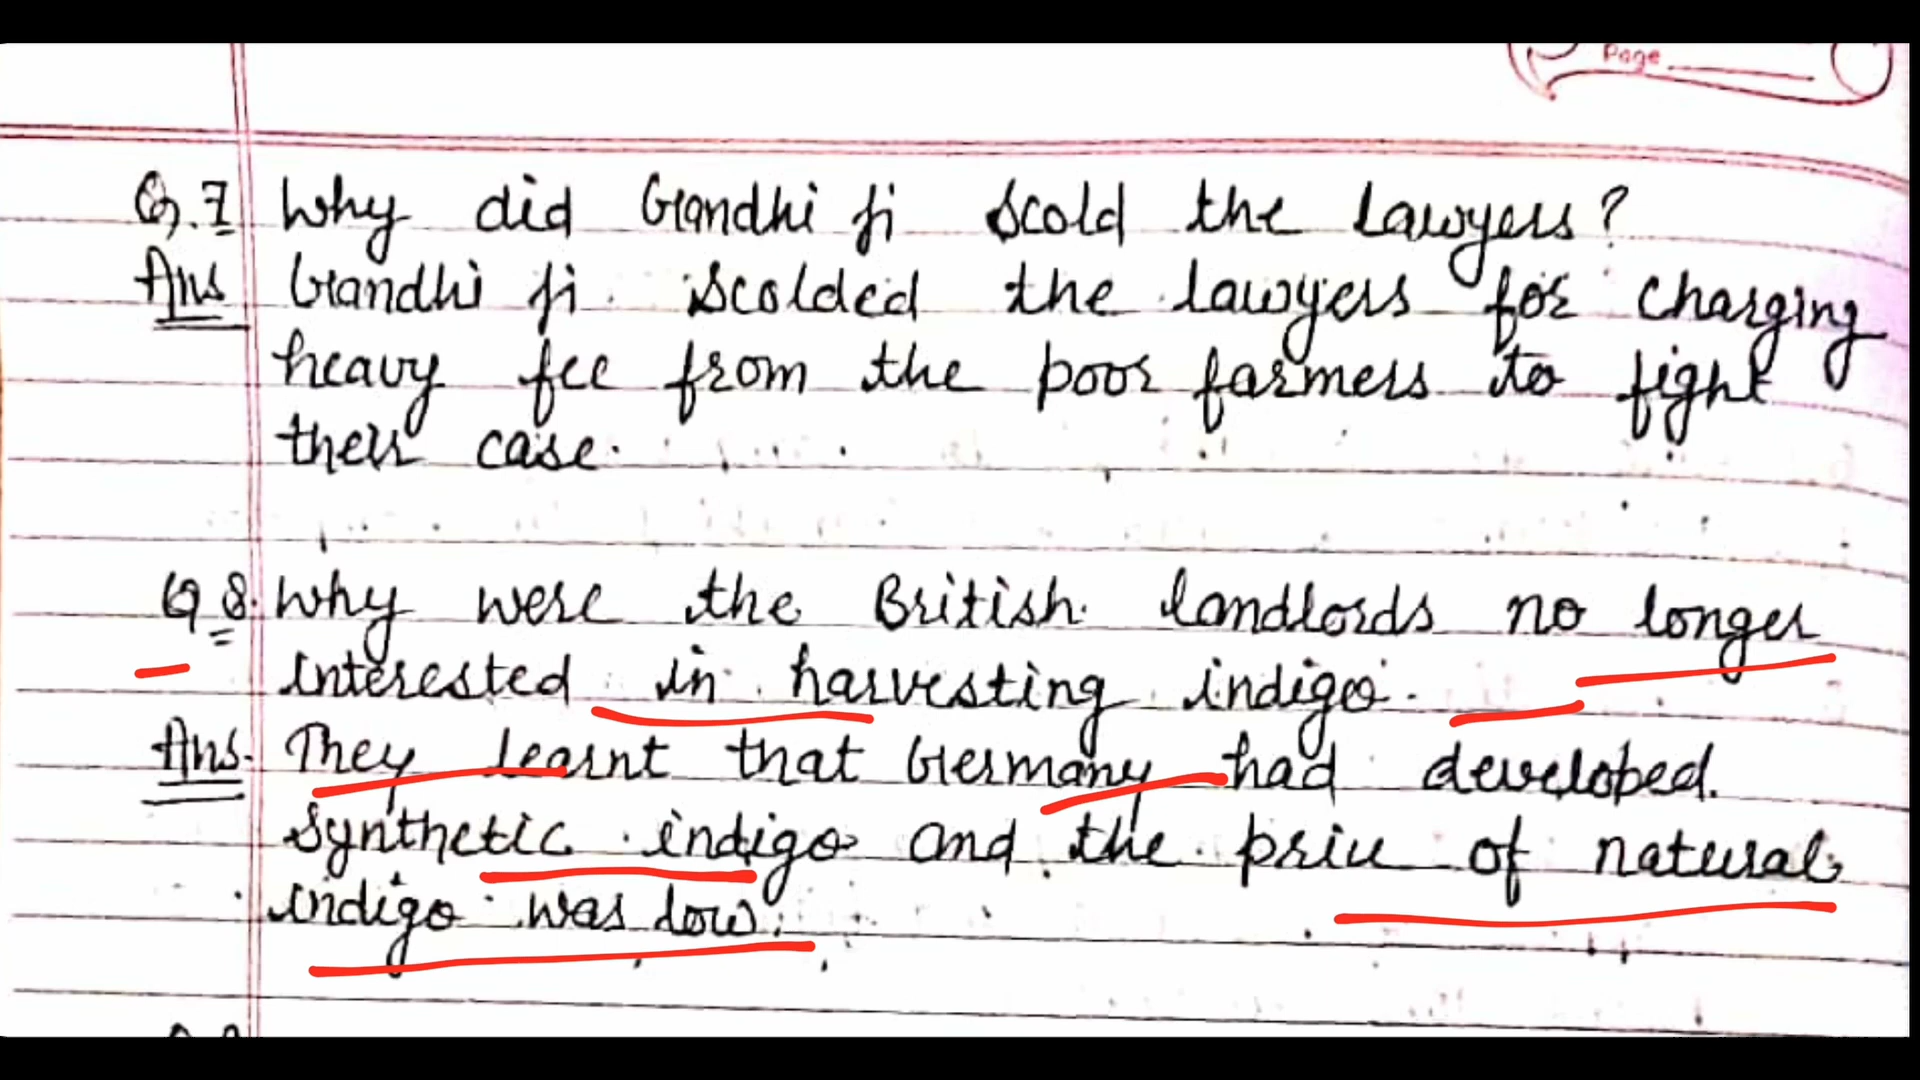 Page
Q.7 Why did Gandhi ji scold the lawyers?
Ans Gandhi ji scolded the lawyers for charging
heavy fee from the poor farmers to fight
their case.
Q 8. Why were the British landlords no longer
interested in harvesting indigo.
Ans. They learnt that Germany had developed.
Synthetic indigo and the price of natural
indigo was low.